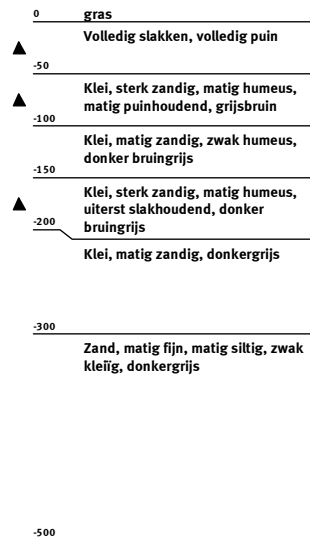 0 gras
Volledig slakken, volledig puin
-50
Klei, sterk zandig, matig humeus,
matig puinhoudend, grijsbruin
-100
Klei, matig zandig, zwak humeus,
donker bruingrijs
-150
Klei, sterk zandig, matig humeus,
uiterst slakhoudend, donker
bruingrijs
-200
Klei, matig zandig, donkergrijs
-300
Zand, matig fijn, matig siltig, zwak
kleiïg, donkergrijs
-500